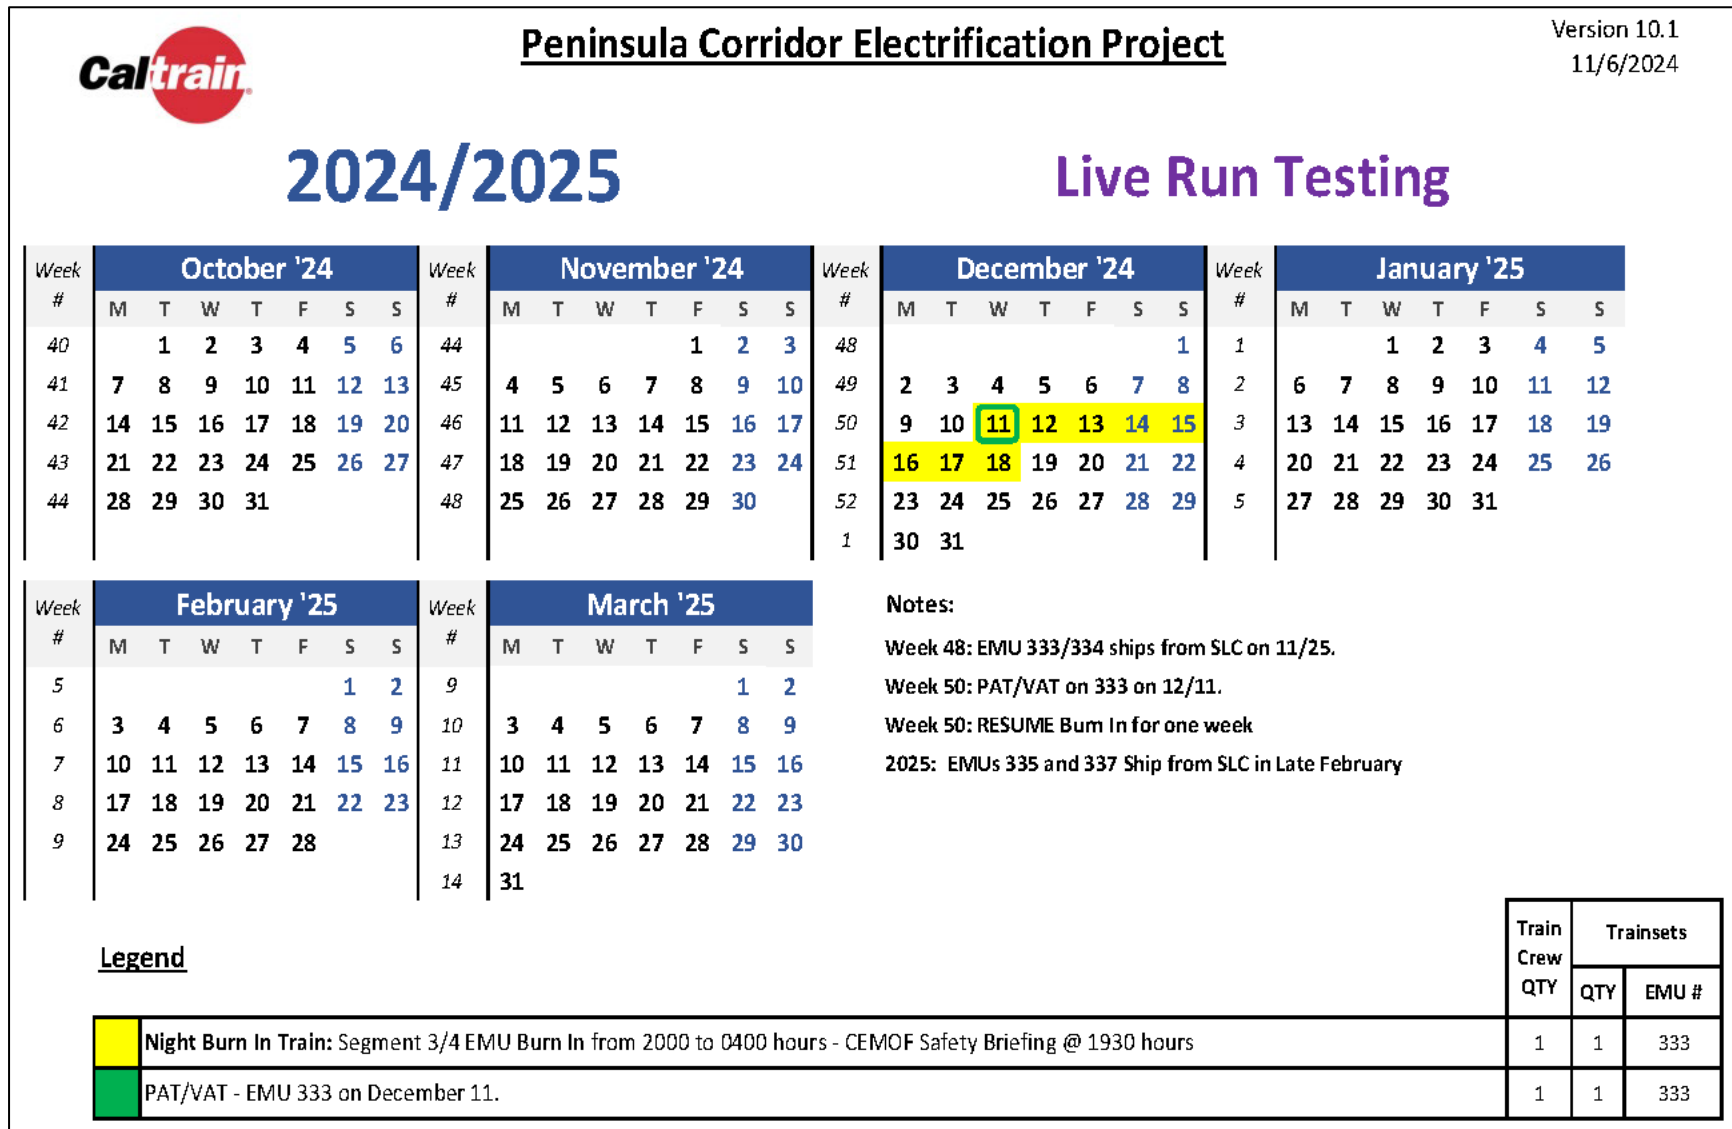 Caltrain
Peninsula Corridor Electrification Project
Version 10.1
11/6/2024
2024/2025
Live Run Testing
Week # October '24
M T W T F S S
40 1 2 3 4 5 6
41 7 8 9 10 11 12 13
42 14 15 16 17 18 19 20
43 21 22 23 24 25 26 27
44 28 29 30 31
Week # November '24
M T W T F S S
44 1 2 3
45 4 5 6 7 8 9 10
46 11 12 13 14 15 16 17
47 18 19 20 21 22 23 24
48 25 26 27 28 29 30
Week # December '24
M T W T F S S
48 1
49 2 3 4 5 6 7 8
50 9 10 11 12 13 14 15
51 16 17 18 19 20 21 22
52 23 24 25 26 27 28 29
1 30 31
Week # January '25
M T W T F S S
1 1 2 3 4 5
2 6 7 8 9 10 11 12
3 13 14 15 16 17 18 19
4 20 21 22 23 24 25 26
5 27 28 29 30 31
Week # February '25
M T W T F S S
5 1 2
6 3 4 5 6 7 8 9
7 10 11 12 13 14 15 16
8 17 18 19 20 21 22 23
9 24 25 26 27 28
Week # March '25
M T W T F S S
9 1 2
10 3 4 5 6 7 8 9
11 10 11 12 13 14 15 16
12 17 18 19 20 21 22 23
13 24 25 26 27 28 29 30
14 31
Notes:
Week 48: EMU 333/334 ships from SLC on 11/25.
Week 50: PAT/VAT on 333 on 12/11.
Week 50: RESUME Burn In for one week
2025: EMUs 335 and 337 Ship from SLC in Late February
Legend
Train Crew QTY
Trainsets
QTY EMU #
Night Burn In Train: Segment 3/4 EMU Burn In from 2000 to 0400 hours - CEMOF Safety Briefing @ 1930 hours 1 1 333
PAT/VAT - EMU 333 on December 11. 1 1 333